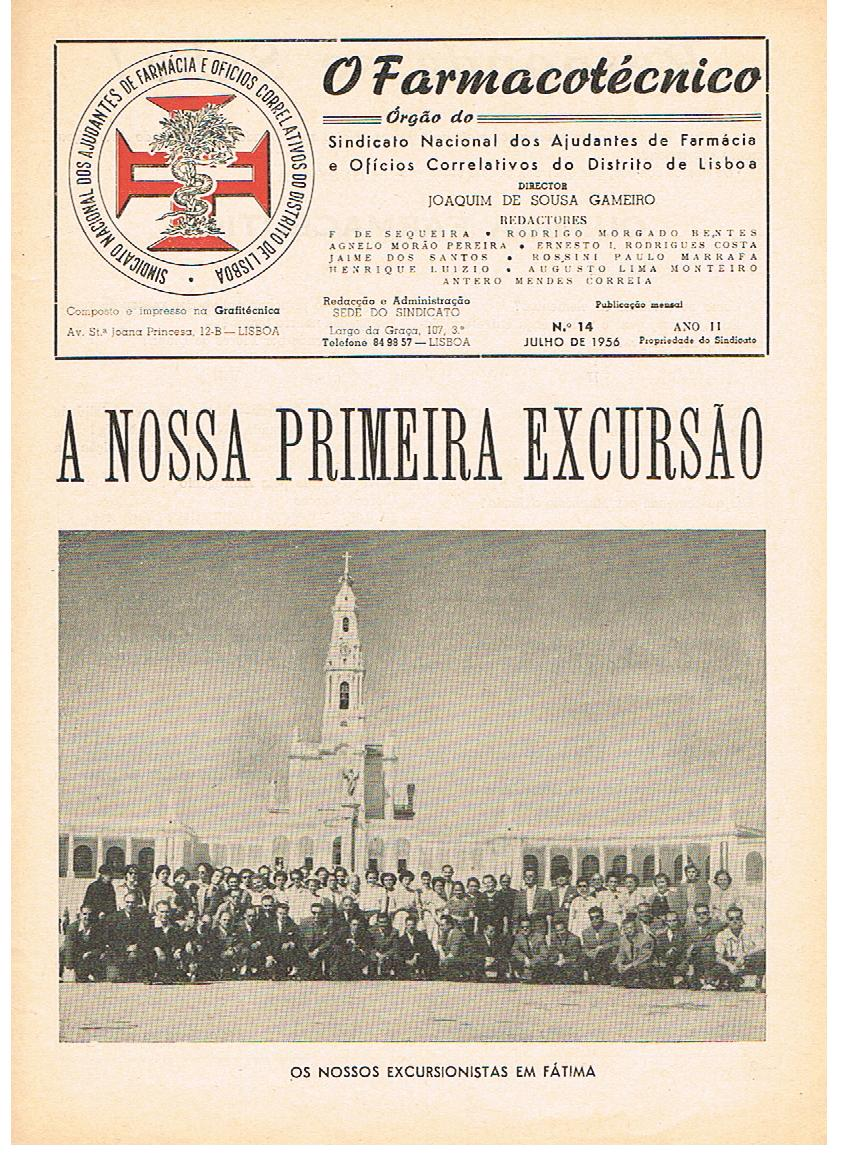 SINDICATO NACIONAL DOS AJUDANTES DE FARMÁCIA E OFICIOS CORRELATIVOS DO DISTRITO DE LISBOA •
O Farmacotécnico
Órgão do
Sindicato Nacional dos Ajudantes de Farmácia
e Ofícios Correlativos do Distrito de Lisboa
DIRECTOR
JOAQUIM DE SOUSA GAMEIRO
REDACTORES
F DE SEQUEIRA • RODRIGO MORGADO BENTES
AGNELO MORÃO PEREIRA • ERNESTO I. RODRIGUES COSTA
JAIME DOS SANTOS • ROSSINI PAULO MARRAFA
HENRIQUE LUIZIO • AUGUSTO LIMA MONTEIRO
ANTERO MENDES CORREIA
Composto e impresso na Grafitécnica
Av. St.ª Joana Princesa, 12-B — LISBOA
Redacção e Administração
SEDE DO SINDICATO
Largo da Graça, 107, 3.º
Telefone 84 98 57 — LISBOA
Publicação mensal
N.º 14 ANO II
JULHO DE 1956 Propriedade do Sindicato
A NOSSA PRIMEIRA EXCURSÃO
OS NOSSOS EXCURSIONISTAS EM FÁTIMA